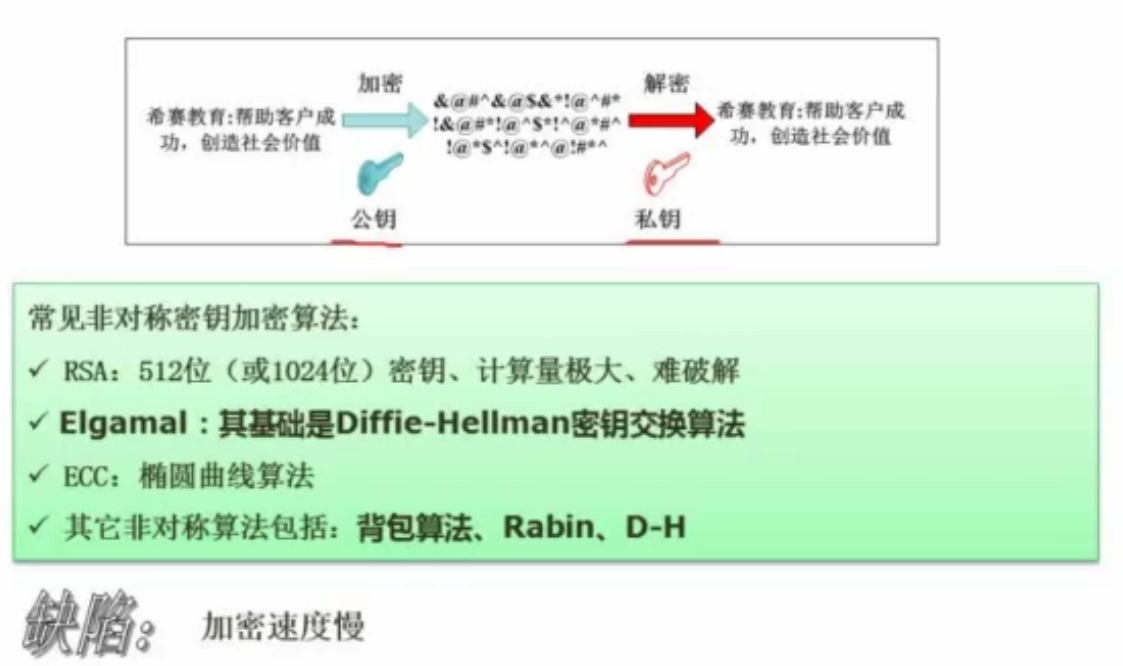 加密
解密
希赛教育:帮助客户成
功，创造社会价值
&@#^&@$&*!@^#*
!&@#*!@^$*!^@*#^
!@*$^!@*^@!#*^
希赛教育:帮助客户成
功，创造社会价值
公钥
私钥
常见非对称密钥加密算法：
✓ RSA：512位（或1024位）密钥、计算量极大、难破解
✓ Elgamal：其基础是Diffie-Hellman密钥交换算法
✓ ECC：椭圆曲线算法
✓ 其它非对称算法包括：背包算法、Rabin、D-H
缺陷： 加密速度慢